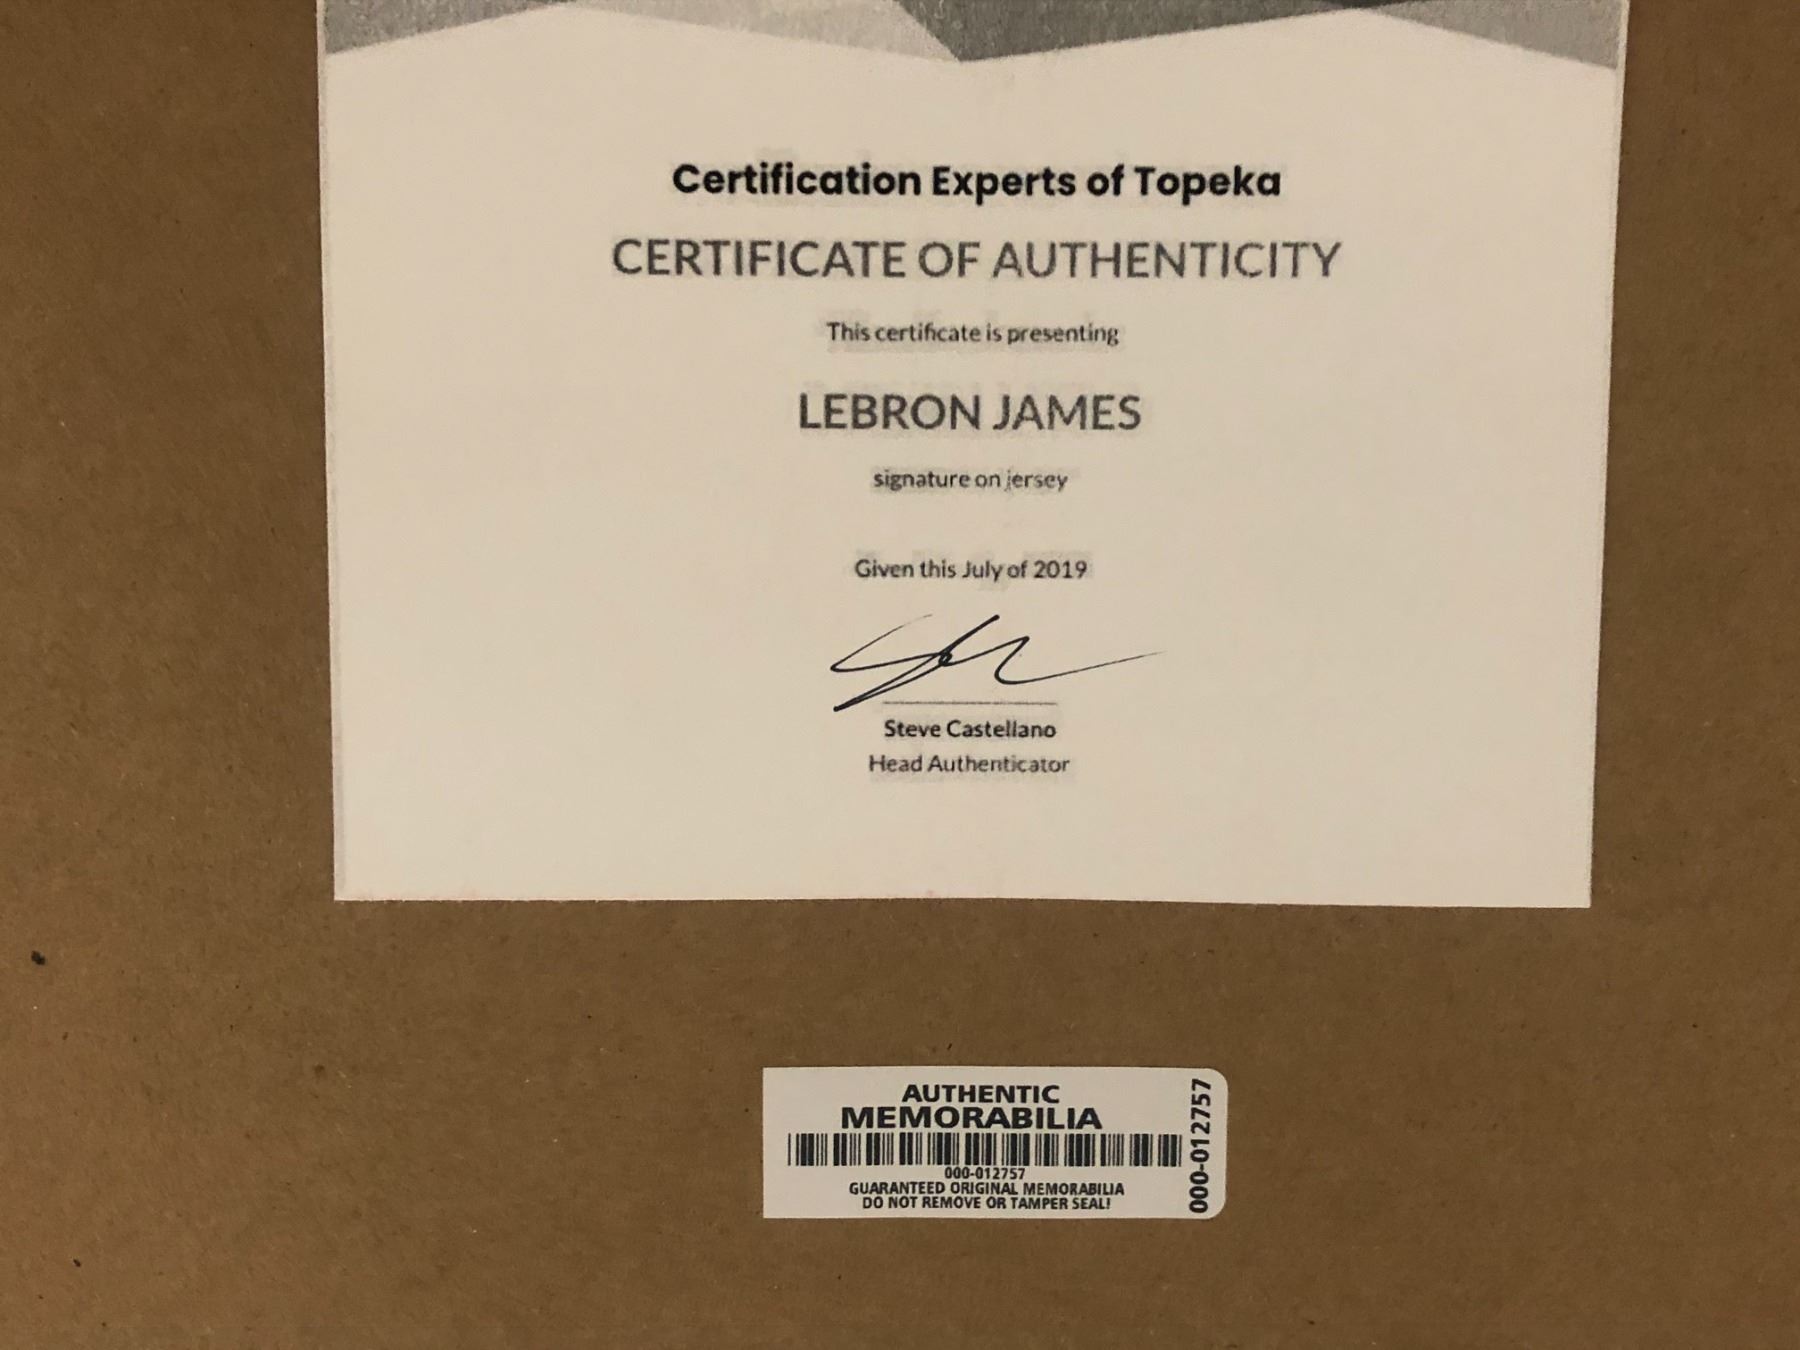 Certification Experts of Topeka
CERTIFICATE OF AUTHENTICITY
This certificate is presenting
LEBRON JAMES
signature on jersey
Given this July of 2019
Steve Castellano
Head Authenticator
AUTHENTIC
MEMORABILIA
000-012757
GUARANTEED ORIGINAL MEMORABILIA
DO NOT REMOVE OR TAMPER SEAL!
000-012757